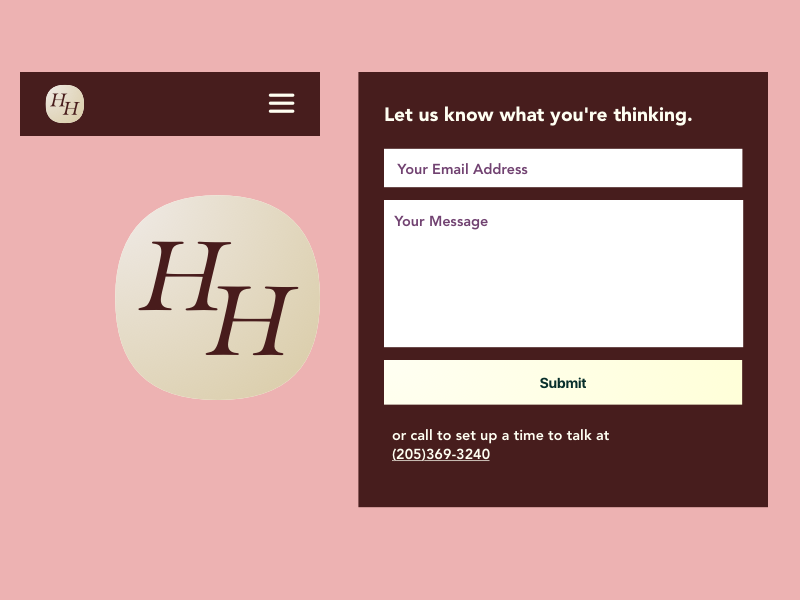 HH
HH
Let us know what you're thinking.
Your Email Address
Your Message
Submit
or call to set up a time to talk at
(205)369-3240